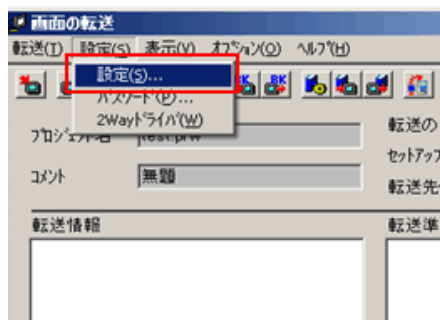 画面の転送
転送(T) 設定(S) 表示(V) ｵﾌﾟｼｮﾝ(O) ﾍﾙﾌﾟ(H)
設定(S)...
ﾊﾟｽﾜｰﾄﾞ(P)...
2Wayﾄﾞﾗｲﾊﾞ(W)
BK
ﾌﾟﾛｼﾞｪｸﾄ名 test.prw
ｺﾒﾝﾄ 無題
転送の
ｾｯﾄｱｯﾌﾟ
転送先
転送情報
転送準